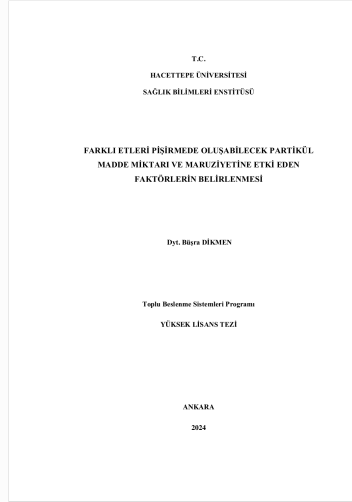 T.C.
HACETTEPE ÜNİVERSİTESİ
SAĞLIK BİLİMLERİ ENSTİTÜSÜ
FARKLI ETLERİ PİŞİRMEDE OLUŞABİLECEK PARTİKÜL
MADDE MİKTARI VE MARUZİYETİNE ETKİ EDEN
FAKTÖRLERİN BELİRLENMESİ
Dyt. Büşra DİKMEN
Toplu Beslenme Sistemleri Programı
YÜKSEK LİSANS TEZİ
ANKARA
2024